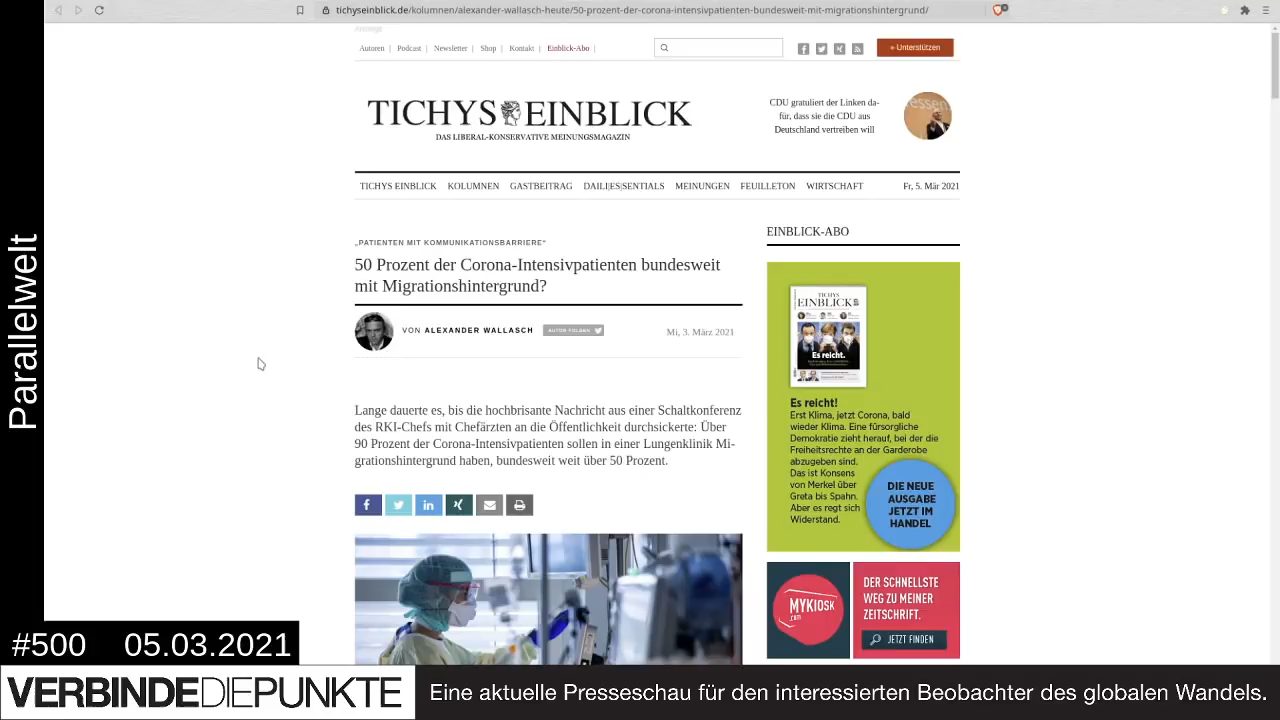 tichyseinblick.de/kolumnen/alexander-wallasch-heute/50-prozent-der-corona-intensivpatienten-bundesweit-mit-migrationshintergrund/
Anzeige
Autoren | Podcast | Newsletter | Shop | Kontakt | Einblick-Abo |
» Unterstützen
TICHYS EINBLICK
DAS LIBERAL-KONSERVATIVE MEINUNGSMAGAZIN
CDU gratuliert der Linken da-
für, dass sie die CDU aus
Deutschland vertreiben will
TICHYS EINBLICK KOLUMNEN GASTBEITRAG DAILI|ES|SENTIALS MEINUNGEN FEUILLETON WIRTSCHAFT Fr, 5. Mär 2021
„PATIENTEN MIT KOMMUNIKATIONSBARRIERE“
50 Prozent der Corona-Intensivpatienten bundesweit
mit Migrationshintergrund?
VON ALEXANDER WALLASCH AUTOR FOLGEN Mi, 3. März 2021
Lange dauerte es, bis die hochbrisante Nachricht aus einer Schaltkonferenz
des RKI-Chefs mit Chefärzten an die Öffentlichkeit durchsickerte: Über
90 Prozent der Corona-Intensivpatienten sollen in einer Lungenklinik Mi-
grationshintergrund haben, bundesweit weit über 50 Prozent.
EINBLICK-ABO
TICHYS
EINBLICK
Es reicht.
Es reicht!
Erst Klima, jetzt Corona, bald
wieder Klima. Eine fürsorgliche
Demokratie zieht herauf, bei der die
Freiheitsrechte an der Garderobe
abzugeben sind.
Das ist Konsens
von Merkel über
Greta bis Spahn.
Aber es regt sich
Widerstand.
DIE NEUE
AUSGABE
JETZT IM
HANDEL
MYKIOSK
.com
DER SCHNELLSTE
WEG ZU MEINER
ZEITSCHRIFT.
JETZT FINDEN
Parallelwelt
#500 05.03.2021
VERBINDEDIEPUNKTE
Eine aktuelle Presseschau für den interessierten Beobachter des globalen Wandels.